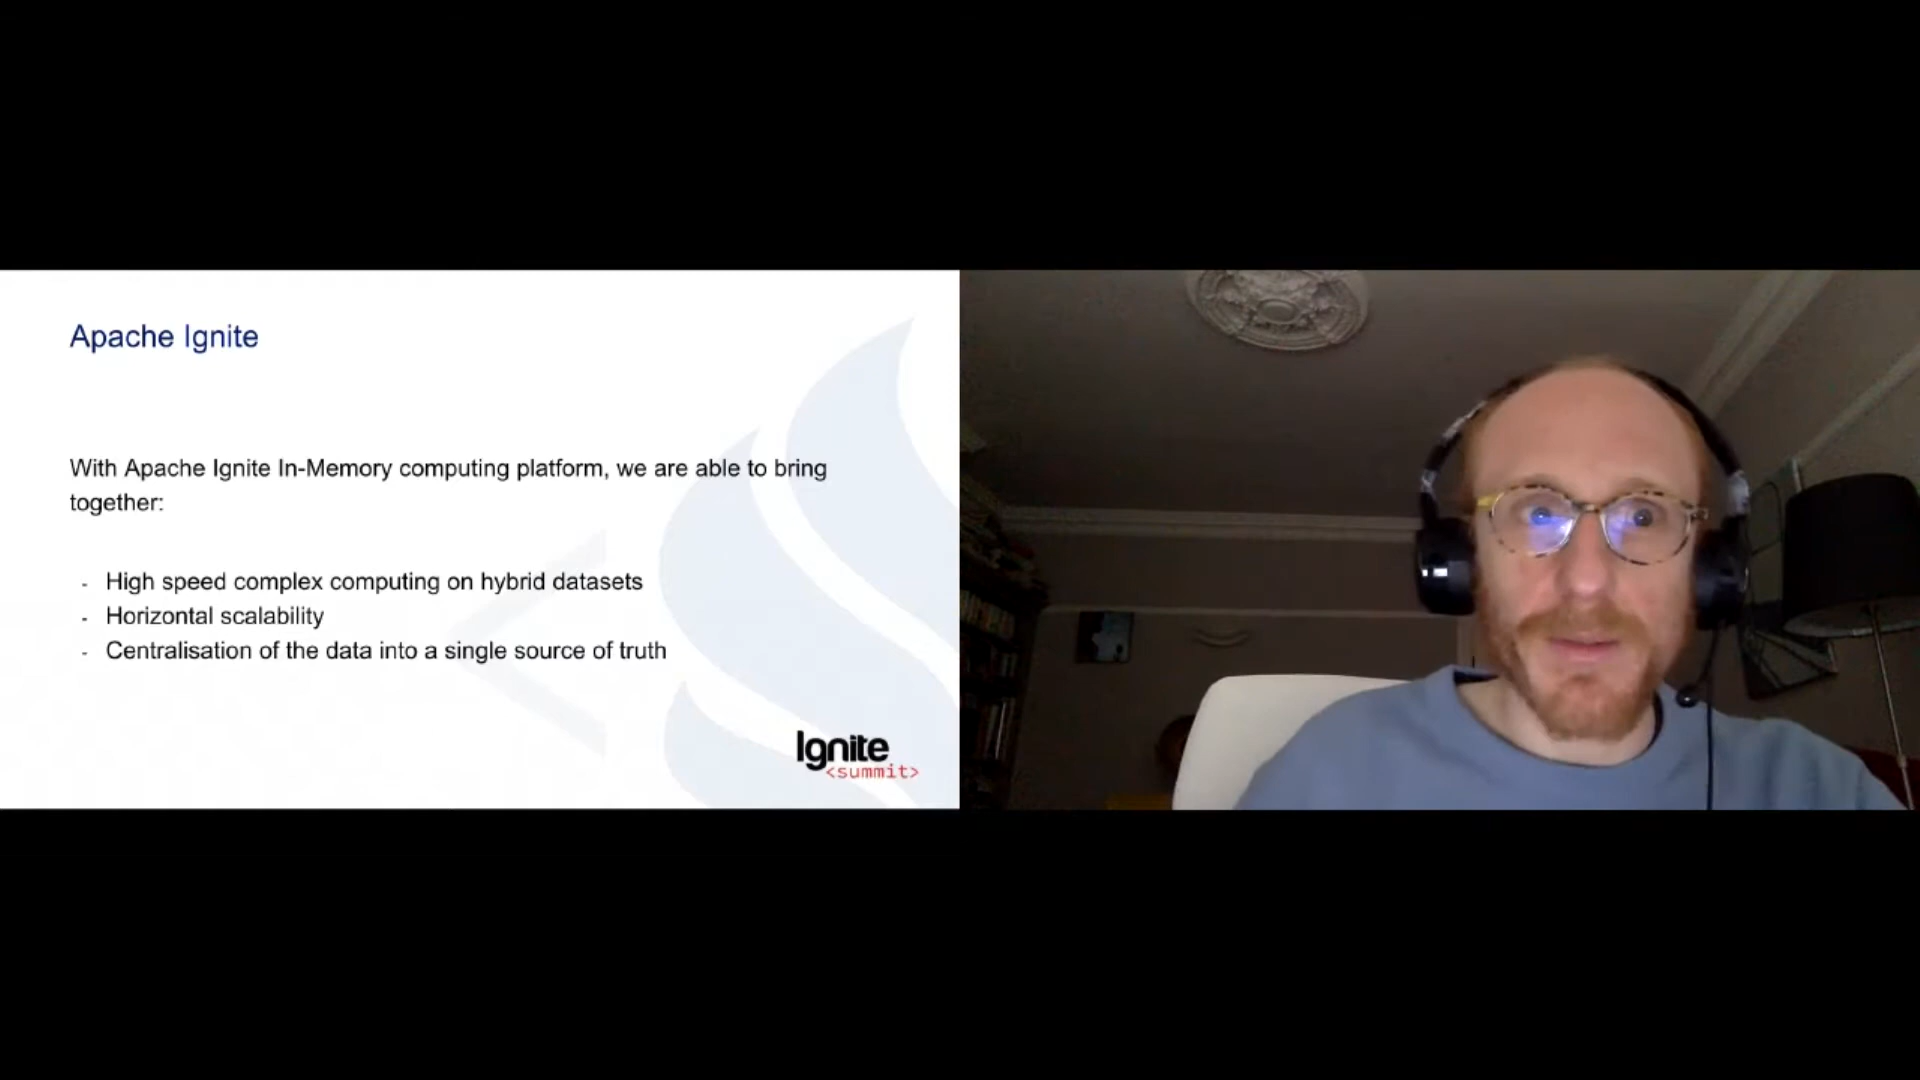 Apache Ignite
With Apache Ignite In-Memory computing platform, we are able to bring
together:
- High speed complex computing on hybrid datasets
- Horizontal scalability
- Centralisation of the data into a single source of truth
Ignite
<summit>